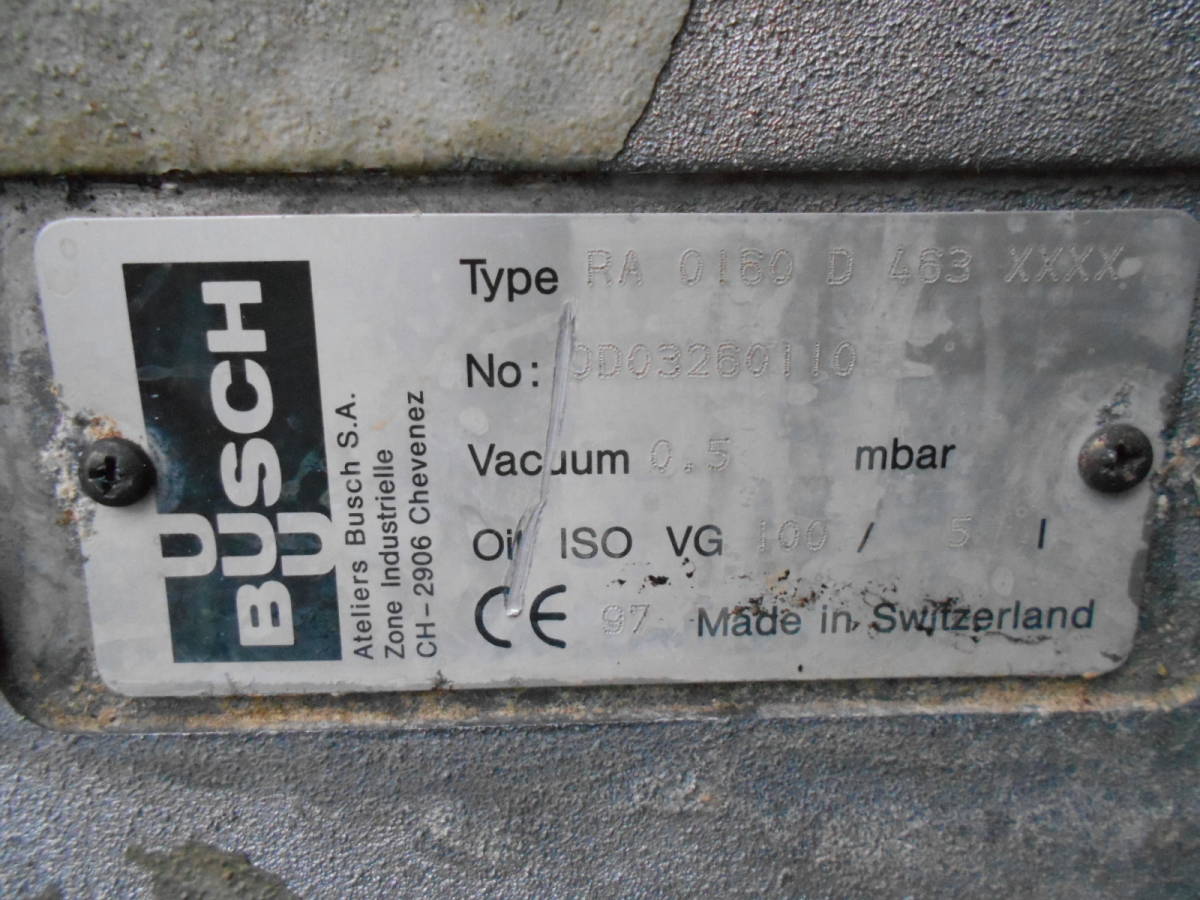 BUSCH
Ateliers Busch S.A.
Zone Industrielle
CH-2906 Chevenez
Type RA 0160 D 463 XXXX
No:
Vacuum 0.5 mbar
Oil ISO VG 100 / 5 l
CE 97 Made in Switzerland